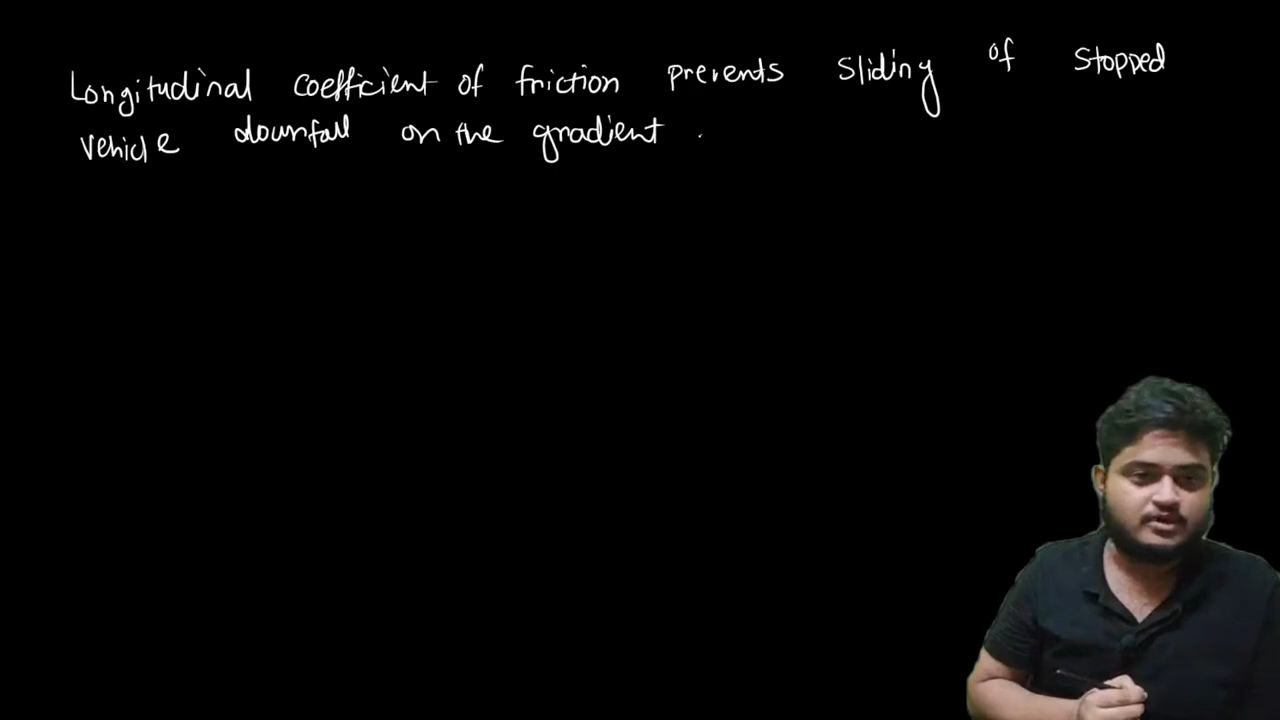 Longitudinal coefficient of friction prevents sliding of stopped
vehicle downfall on the gradient .